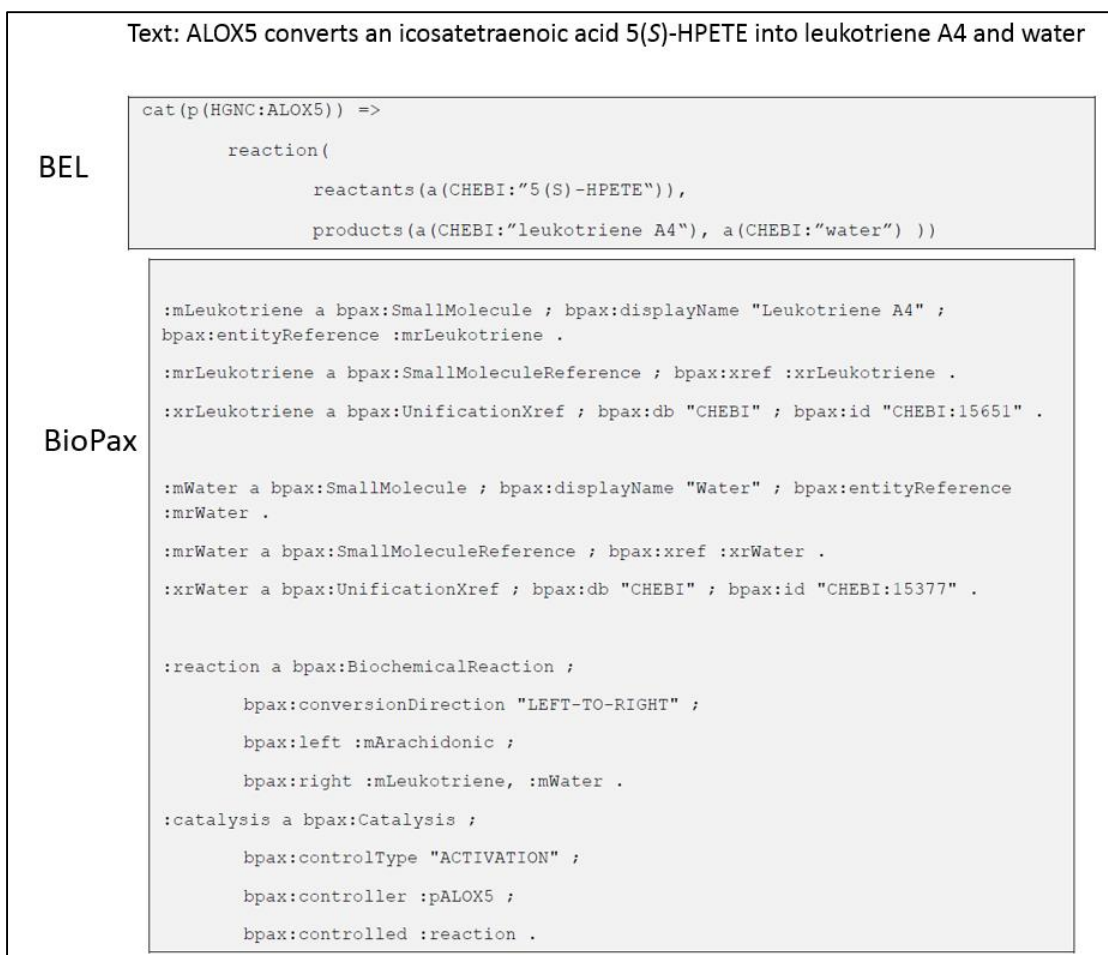 Text: ALOX5 converts an icosatetraenoic acid 5(S)-HPETE into leukotriene A4 and water
BEL
cat(p(HGNC:ALOX5)) =>
reaction(
reactants(a(CHEBI:”5(S)-HPETE‟)),
products(a(CHEBI:”leukotriene A4‟), a(CHEBI:”water”) ))
BioPax
:mLeukotriene a bpax:SmallMolecule ; bpax:displayName "Leukotriene A4" ;
bpax:entityReference :mrLeukotriene .
:mrLeukotriene a bpax:SmallMoleculeReference ; bpax:xref :xrLeukotriene .
:xrLeukotriene a bpax:UnificationXref ; bpax:db "CHEBI" ; bpax:id "CHEBI:15651" .
:mWater a bpax:SmallMolecule ; bpax:displayName "Water" ; bpax:entityReference
:mrWater .
:mrWater a bpax:SmallMoleculeReference ; bpax:xref :xrWater .
:xrWater a bpax:UnificationXref ; bpax:db "CHEBI" ; bpax:id "CHEBI:15377" .
:reaction a bpax:BiochemicalReaction ;
bpax:conversionDirection "LEFT-TO-RIGHT" ;
bpax:left :mArachidonic ;
bpax:right :mLeukotriene, :mWater .
:catalysis a bpax:Catalysis ;
bpax:controlType "ACTIVATION" ;
bpax:controller :pALOX5 ;
bpax:controlled :reaction .